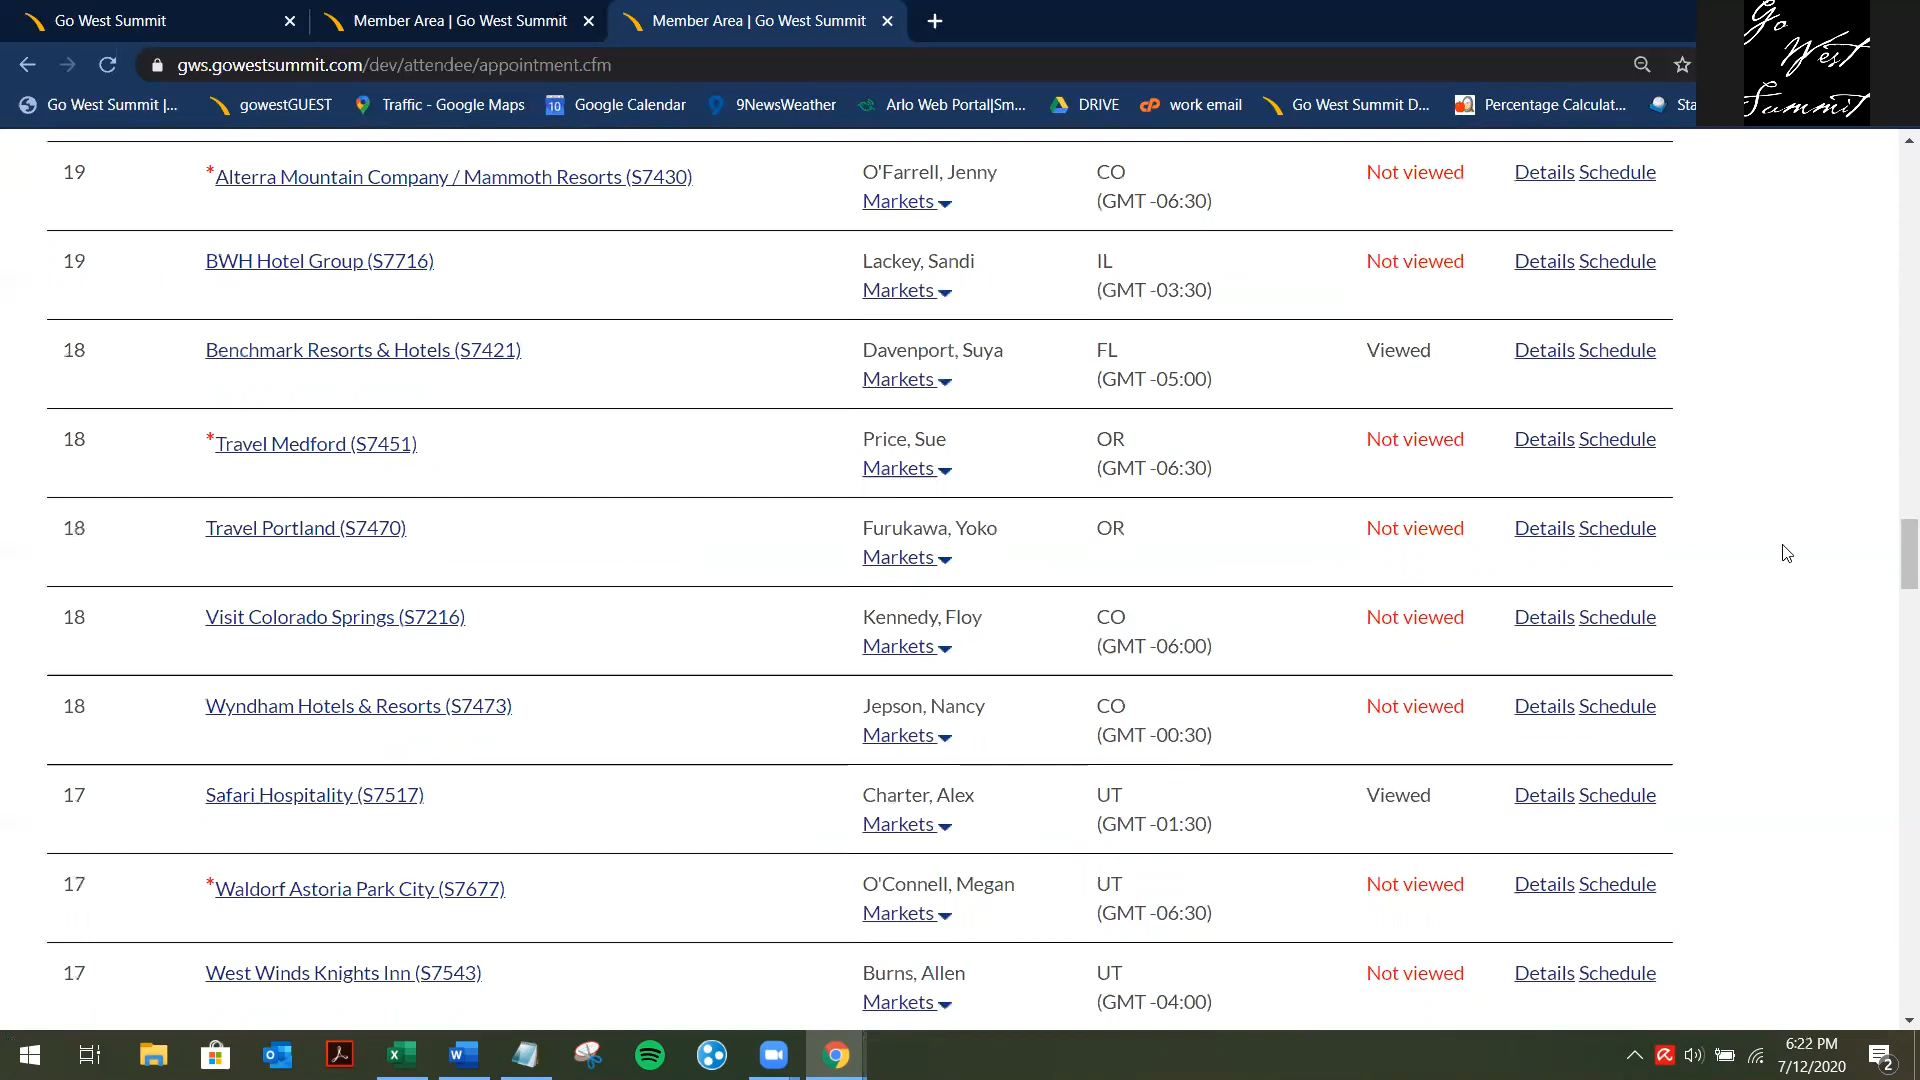 Go West Summit
Member Area | Go West Summit
Member Area | Go West Summit
gws.gowestsummit.com/dev/attendee/appointment.cfm
Go West Summit |...
gowestGUEST
Traffic - Google Maps
10
Google Calendar
9NewsWeather
Arlo Web Portal|Sm...
DRIVE
work email
Go West Summit D...
Percentage Calculat...
Sta
Go
West
Summit
19 *Alterra Mountain Company / Mammoth Resorts (S7430) O'Farrell, Jenny CO Not viewed Details Schedule
Markets (GMT -06:30)
19 BWH Hotel Group (S7716) Lackey, Sandi IL Not viewed Details Schedule
Markets (GMT -03:30)
18 Benchmark Resorts & Hotels (S7421) Davenport, Suya FL Viewed Details Schedule
Markets (GMT -05:00)
18 *Travel Medford (S7451) Price, Sue OR Not viewed Details Schedule
Markets (GMT -06:30)
18 Travel Portland (S7470) Furukawa, Yoko OR Not viewed Details Schedule
Markets
18 Visit Colorado Springs (S7216) Kennedy, Floy CO Not viewed Details Schedule
Markets (GMT -06:00)
18 Wyndham Hotels & Resorts (S7473) Jepson, Nancy CO Not viewed Details Schedule
Markets (GMT -00:30)
17 Safari Hospitality (S7517) Charter, Alex UT Viewed Details Schedule
Markets (GMT -01:30)
17 *Waldorf Astoria Park City (S7677) O'Connell, Megan UT Not viewed Details Schedule
Markets (GMT -06:30)
17 West Winds Knights Inn (S7543) Burns, Allen UT Not viewed Details Schedule
Markets (GMT -04:00)
6:22 PM
7/12/2020
2